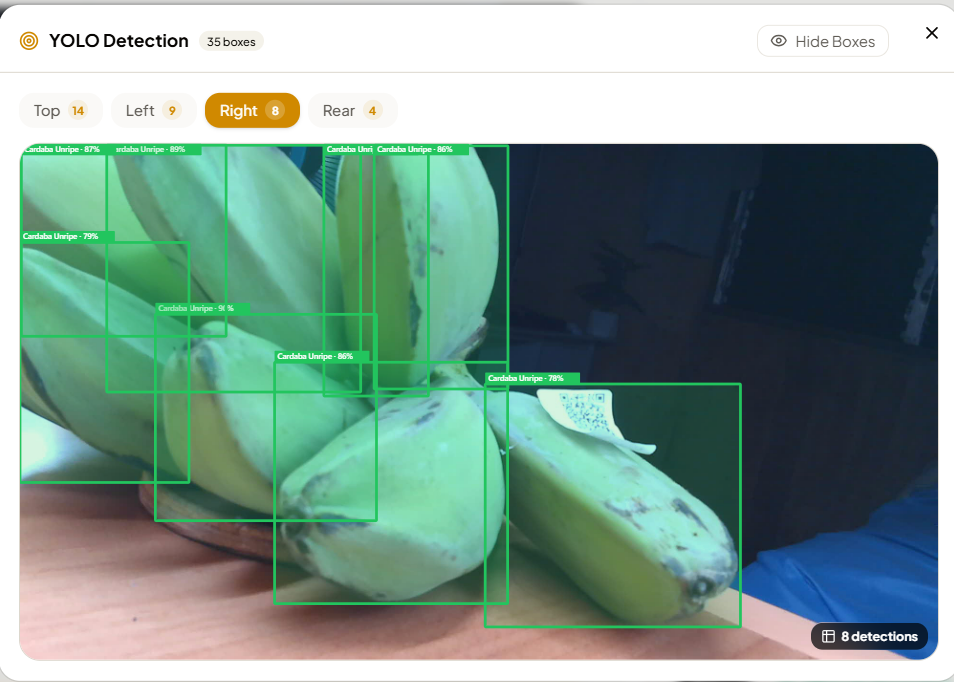 YOLO Detection 35 boxes Hide Boxes
Top 14 Left 9 Right 8 Rear 4
Cardaba Unripe - 87% ardaba Unripe - 89% Cardaba Unri Cardaba Unripe - 86%
Cardaba Unripe - 79%
Cardaba Unripe - 9 %
Cardaba Unripe - 86%
Cardaba Unripe - 78%
8 detections